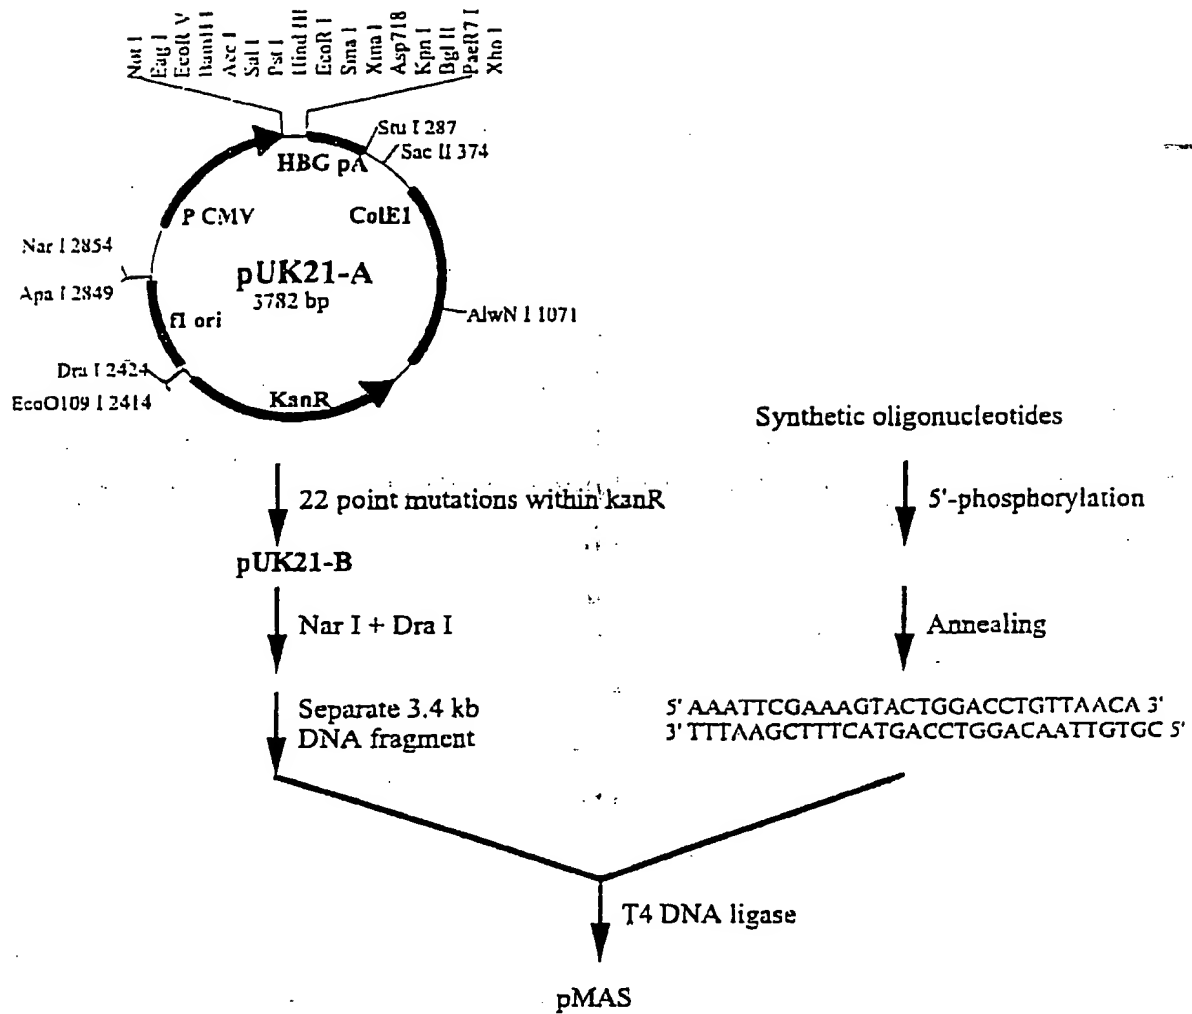 Not I
Eag I
EcoR V
BamH I
Acc I
Sal I
Pst I
Hind III
EcoR I
Sma I
Xma I
Asp718
Kpn I
Bgl II
PaeR7 I
Xho I
Stu I 287
Sac II 374
HBG pA
P CMV
ColE1
Nar I 2854
pUK21-A
3782 bp
Apa I 2849
f1 ori
AlwN I 1071
Dra I 2424
EcoO109 I 2414
KanR
Synthetic oligonucleotides
22 point mutations within kanR
5'-phosphorylation
pUK21-B
Nar I + Dra I
Annealing
Separate 3.4 kb
DNA fragment
5' AAATTCGAAAGTACTGGACCTGTTAACA 3'
3' TTTAAGCTTTCATGACCTGGACAATTGTGC 5'
T4 DNA ligase
pMAS